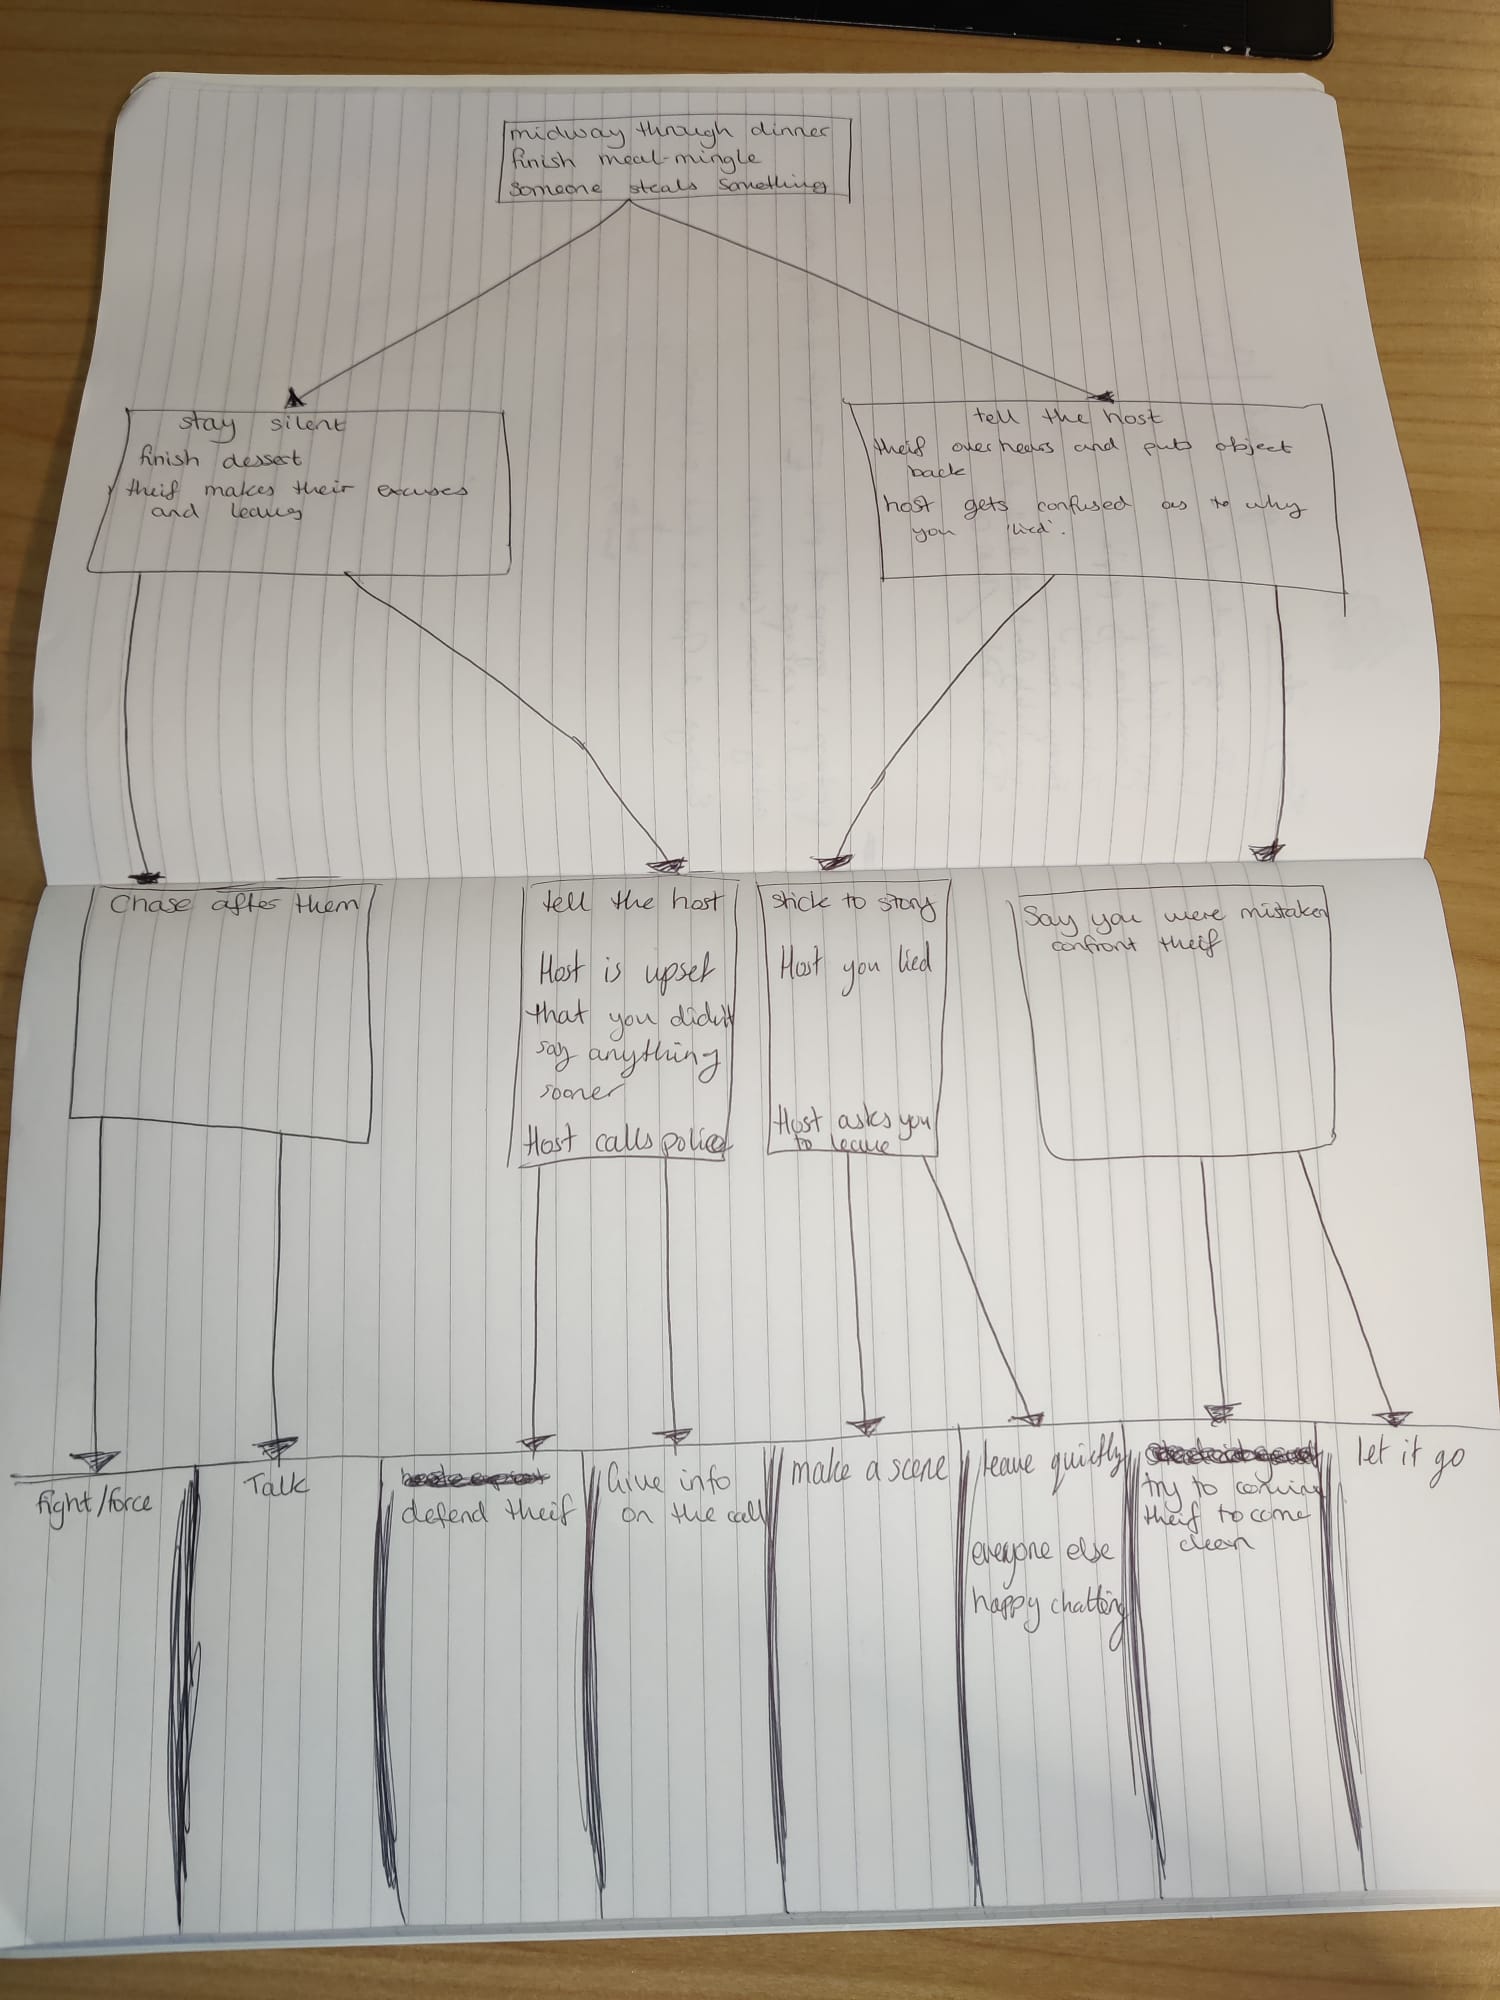 midway through dinner
finish meal-mingle
someone steals something
stay silent
finish dessert
theif makes their excuses
and leaves
tell the host
theif overhears and puts object
back
host gets confused as to why
you 'lied'.
Chase after them
tell the host
Host is upset
that you didn't
say anything
sooner
Host calls police
stick to story
Host you lied
Host asks you
to leave
Say you were mistaken
confront theif
fight/force
Talk
defend theif
Give info
on the call
make a scene
leave quietly
everyone else
happy chatting
try to
theif to come
clean
let it go